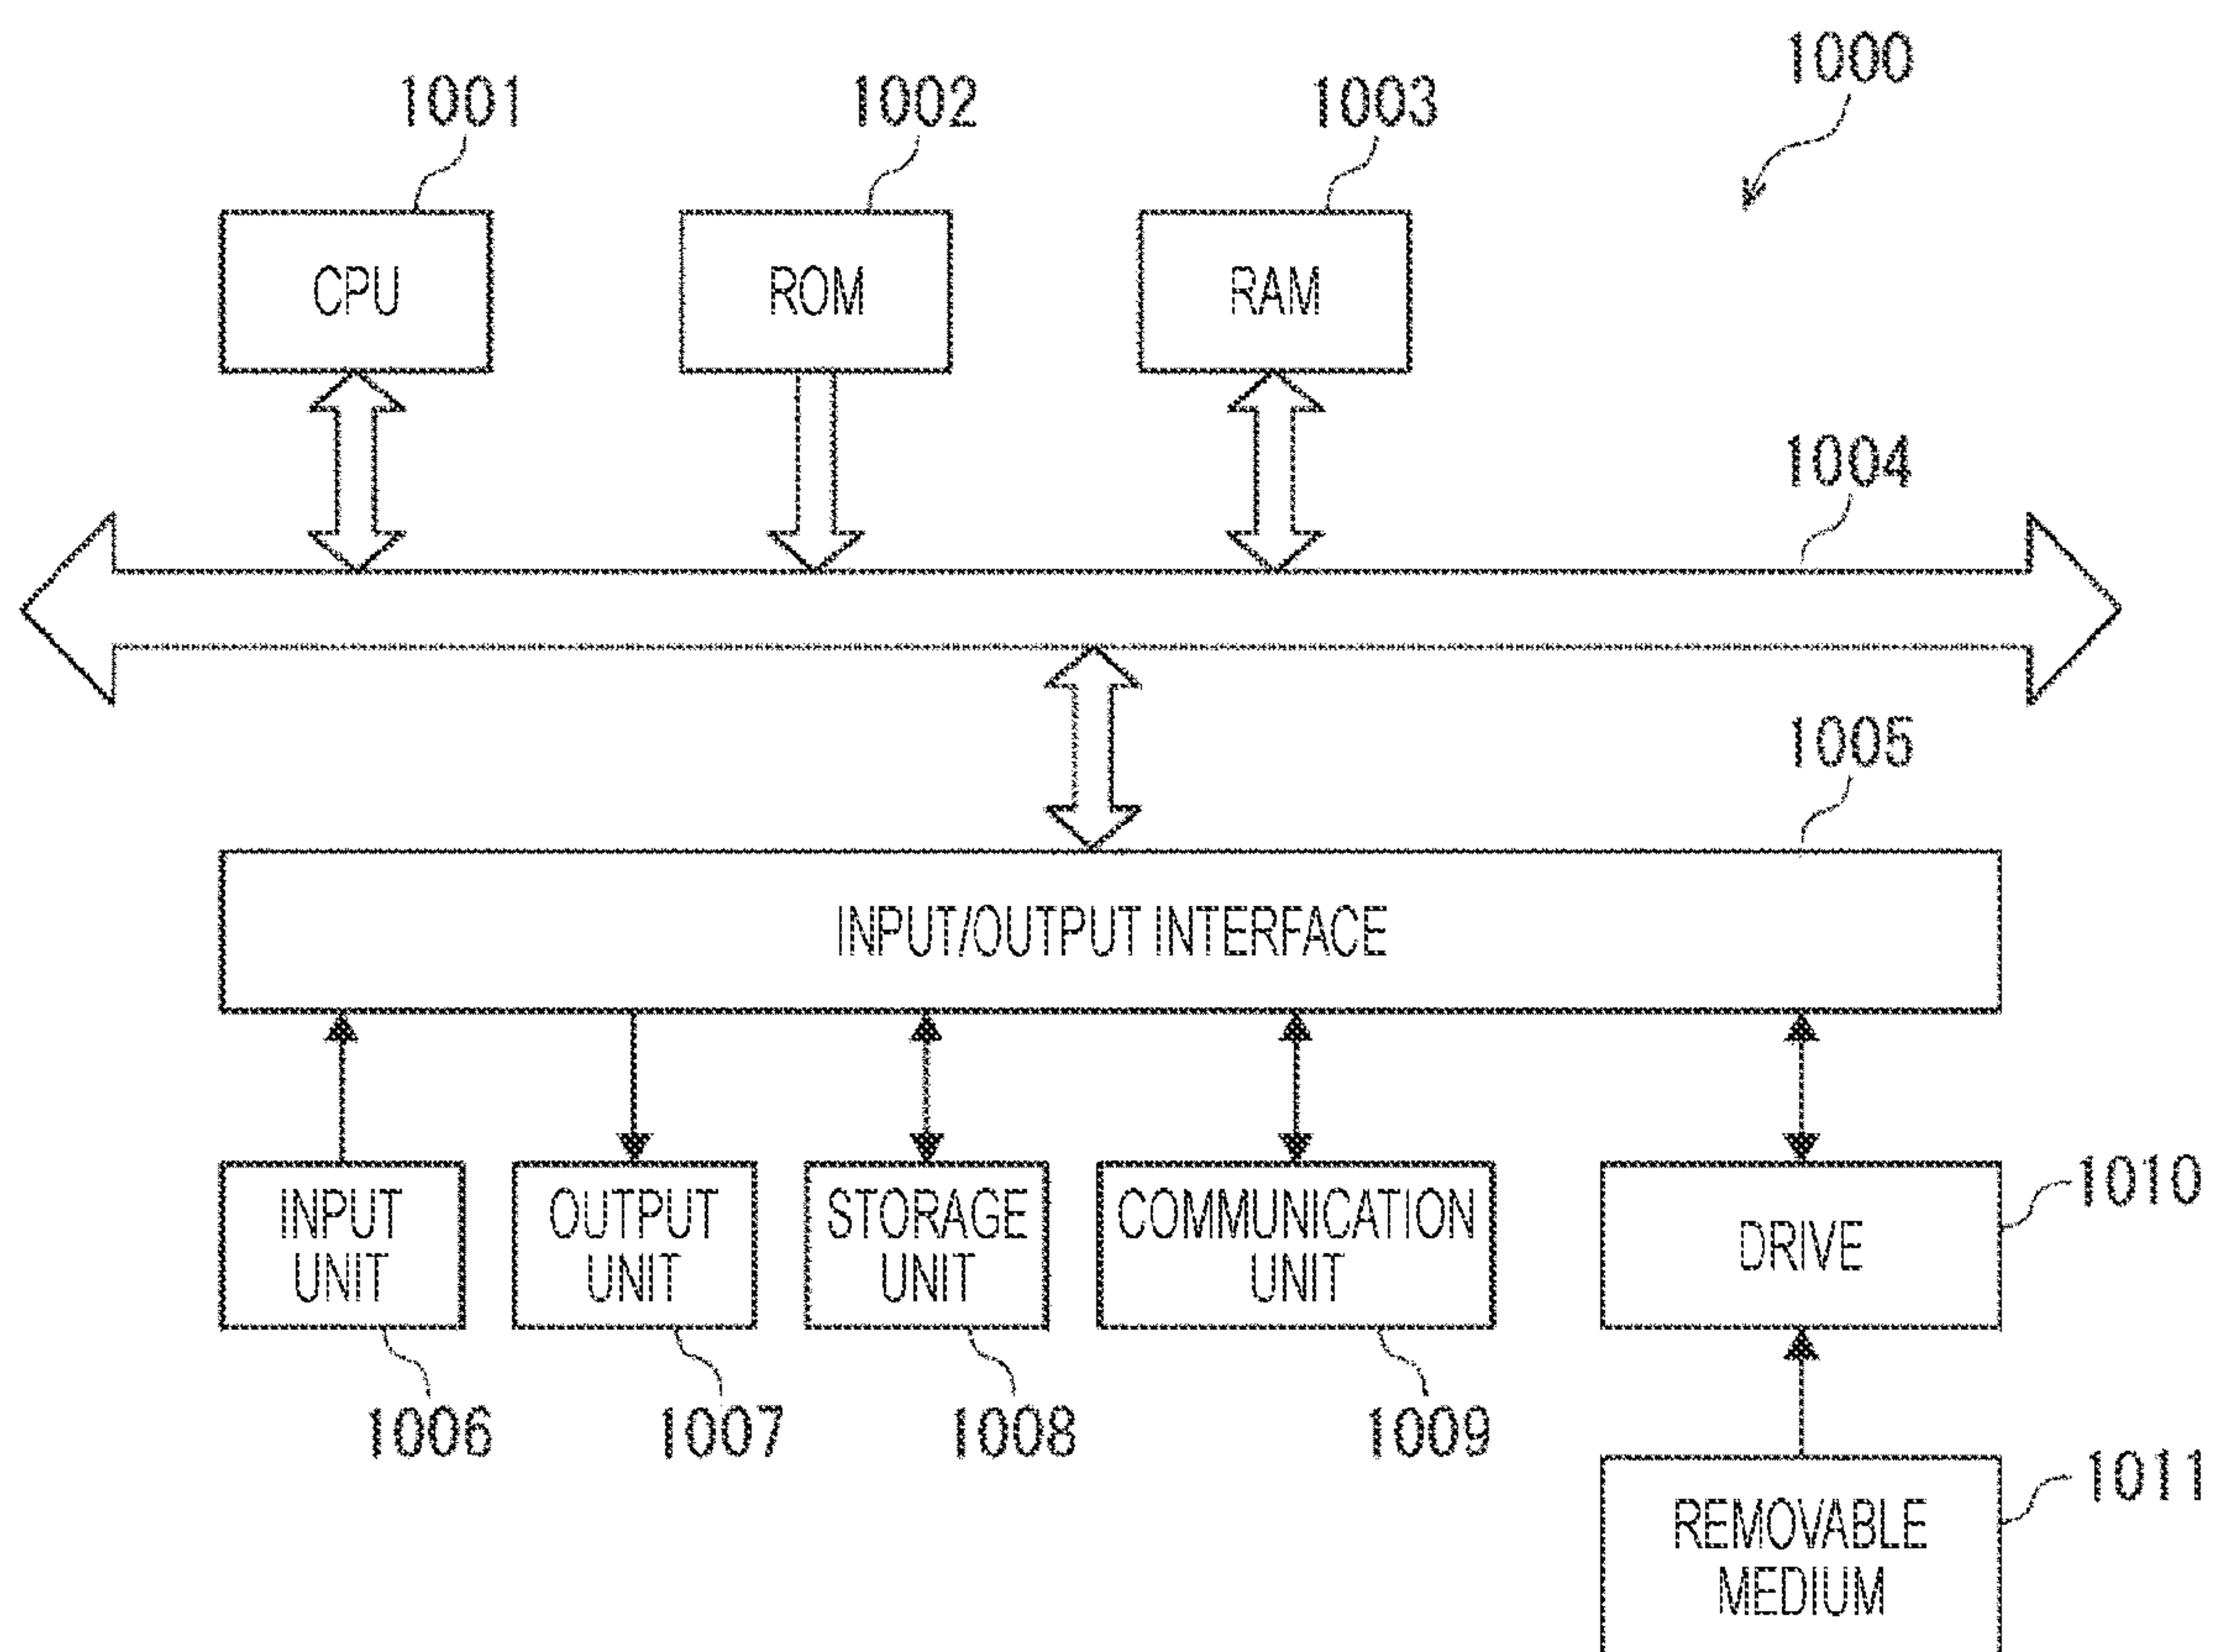 1000
1001
1002
1003
CPU
ROM
RAM
1004
1005
INPUT/OUTPUT INTERFACE
INPUT
UNIT
OUTPUT
UNIT
STORAGE
UNIT
COMMUNICATION
UNIT
DRIVE
1010
1006
1007
1008
1009
REMOVABLE
MEDIUM
1011